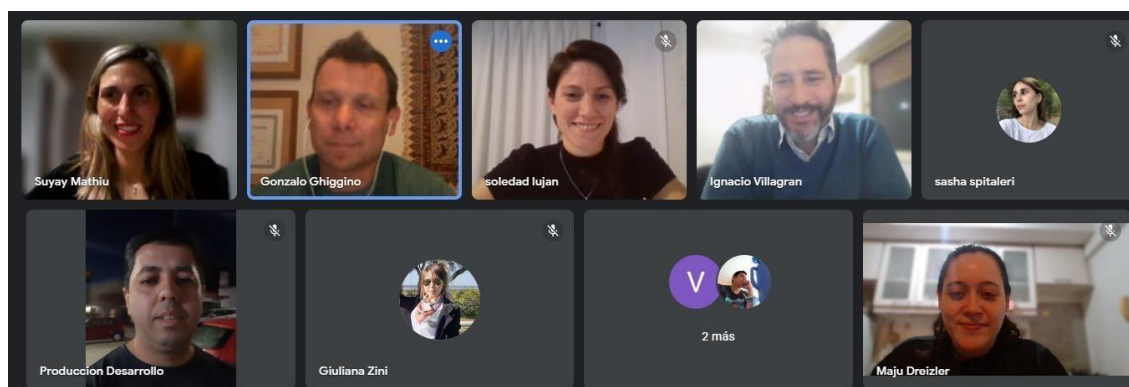 Suyay Mathiu
Gonzalo Ghiggino
soledad lujan
Ignacio Villagran
sasha spitaleri
Produccion Desarrollo
Giuliana Zini
V
2 más
Maju Dreizler